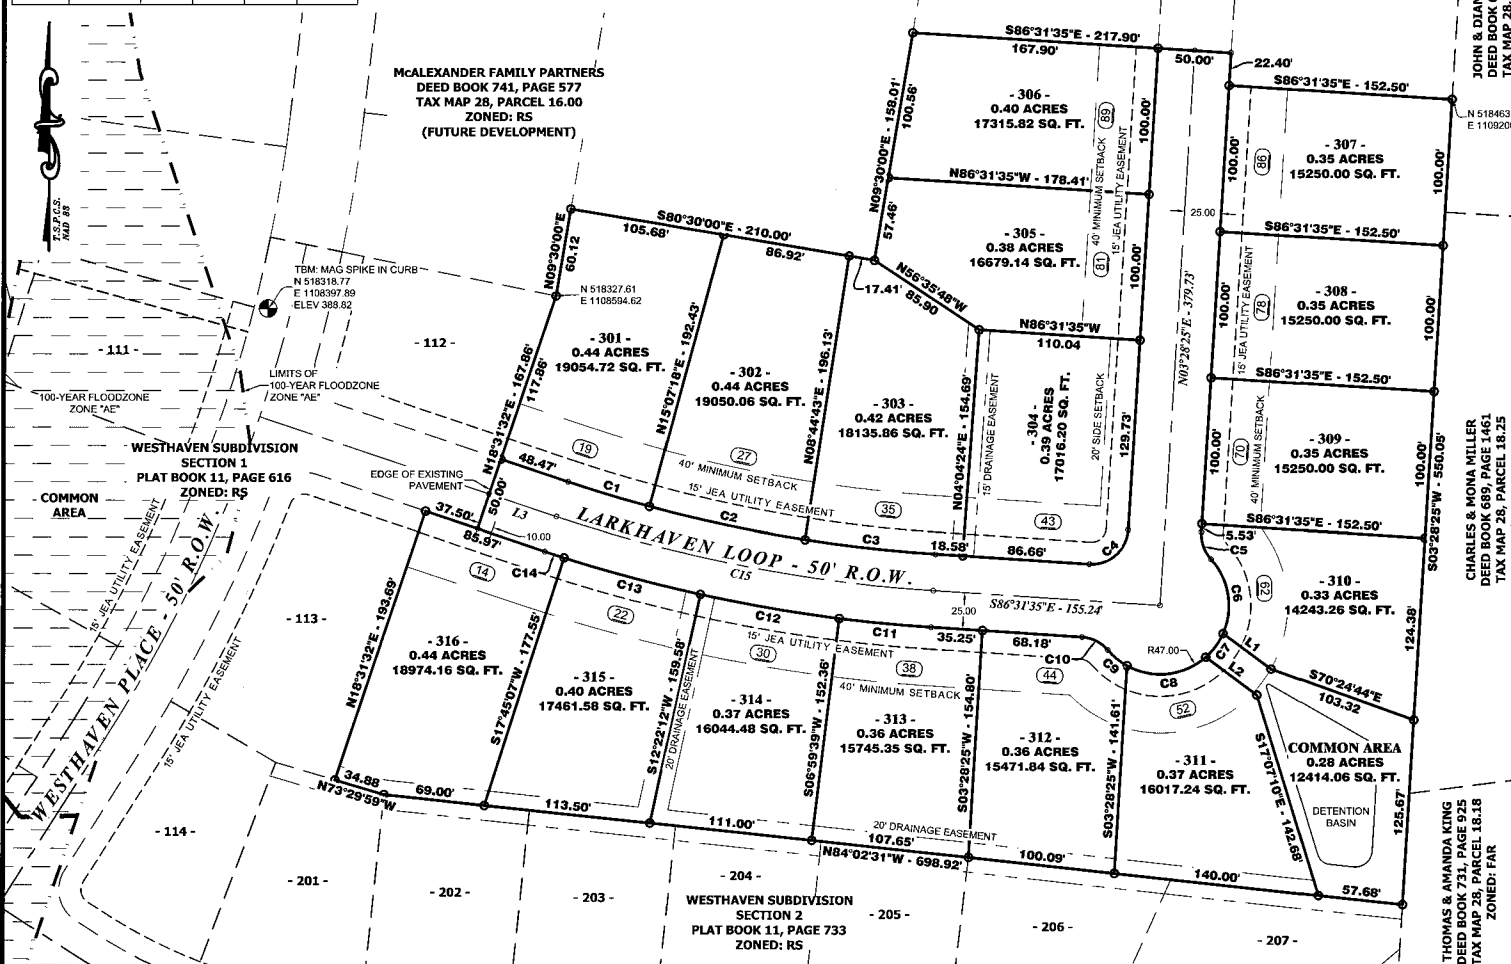 McALEXANDER FAMILY PARTNERS
DEED BOOK 741, PAGE 577
TAX MAP 28, PARCEL 16.00
ZONED: RS
(FUTURE DEVELOPMENT)
T.S.P.C.S.
NAD 83
S86°31'35"E - 217.90'
167.90'
50.00'
22.40'
S86°31'35"E - 152.50'
N 518463
E 1109200
JOHN & DIAN
DEED BOOK
TAX MAP 28,
N09°30'00"E - 158.01'
100.56'
57.46'
- 306 -
0.40 ACRES
17315.82 SQ. FT.
89
40' MINIMUM SETBACK
15' JEA UTILITY EASEMENT
100.00'
N86°31'35"W - 178.41'
- 305 -
0.38 ACRES
16679.14 SQ. FT.
81
100.00'
25.00
N03°28'25"E - 379.73'
100.00'
86
- 307 -
0.35 ACRES
15250.00 SQ. FT.
100.00'
S86°31'35"E - 152.50'
15' JEA UTILITY EASEMENT
100.00'
78
- 308 -
0.35 ACRES
15250.00 SQ. FT.
100.00'
S86°31'35"E - 152.50'
40' MINIMUM SETBACK
100.00'
70
- 309 -
0.35 ACRES
15250.00 SQ. FT.
100.00'
S03°28'25"W - 550.05'
S86°31'35"E - 152.50'
CHARLES & MONA MILLER
DEED BOOK 689, PAGE 1461
TAX MAP 28, PARCEL 18.25
S80°30'00"E - 210.00'
105.68'
86.92'
17.41'
N56°35'48"W
85.90
N86°31'35"W
110.04
N09°30'00"E
60.12
N 518327.61
E 1108594.62
TBM: MAG SPIKE IN CURB
N 518318.77
E 1108397.89
ELEV 388.82
LIMITS OF
100-YEAR FLOODZONE
ZONE "AE"
- 111 -
100-YEAR FLOODZONE
ZONE "AE"
- 112 -
WESTHAVEN SUBDIVISION
SECTION 1
PLAT BOOK 11, PAGE 616
ZONED: RS
COMMON
AREA
- 301 -
0.44 ACRES
19054.72 SQ. FT.
N18°31'32"E - 167.86'
117.86'
50.00'
19
N15°07'18"E - 192.43'
- 302 -
0.44 ACRES
19050.06 SQ. FT.
27
40' MINIMUM SETBACK
15' JEA UTILITY EASEMENT
N08°44'43"E - 196.13'
- 303 -
0.42 ACRES
18135.86 SQ. FT.
35
N04°04'24"E - 154.69'
15' DRAINAGE EASEMENT
- 304 -
0.39 ACRES
17016.20 SQ. FT.
20' SIDE SETBACK
129.73'
43
EDGE OF EXISTING
PAVEMENT
48.47'
C1
C2
C3
18.58'
86.66'
C4
L3
10.00
LARKHAVEN LOOP - 50' R.O.W.
C15
25.00
S86°31'35"E - 155.24'
5.53'
C5
C6
C7
62
- 310 -
0.33 ACRES
14243.26 SQ. FT.
124.38'
L1
L2
S70°24'44"E
103.32
R47.00
37.50'
85.97'
C14
C13
C12
C11
35.25'
68.18'
C10
C9
C8
14
22
30
38
44
52
15' JEA UTILITY EASEMENT
40' MINIMUM SETBACK
N18°31'32"E - 193.69'
- 316 -
0.44 ACRES
18974.16 SQ. FT.
S17°45'07"W - 177.55'
- 315 -
0.40 ACRES
17461.58 SQ. FT.
S12°22'12"W - 159.58'
20' DRAINAGE EASEMENT
- 314 -
0.37 ACRES
16044.48 SQ. FT.
S06°59'39"W - 152.36'
- 313 -
0.36 ACRES
15745.35 SQ. FT.
S03°28'25"W - 154.80'
- 312 -
0.36 ACRES
15471.84 SQ. FT.
S03°28'25"W - 141.61'
- 311 -
0.37 ACRES
16017.24 SQ. FT.
S17°07'10"E - 142.68'
COMMON AREA
0.28 ACRES
12414.06 SQ. FT.
DETENTION
BASIN
125.67'
THOMAS & AMANDA KING
DEED BOOK 731, PAGE 925
TAX MAP 28, PARCEL 18.18
ZONED: FAR
15' JEA UTILITY EASEMENT
WESTHAVEN PLACE - 50' R.O.W.
15' JEA UTILITY EASEMENT
- 113 -
- 114 -
34.88
N73°29'59"W
69.00'
113.50'
111.00'
20' DRAINAGE EASEMENT
107.65'
N84°02'31"W - 698.92'
100.09'
140.00'
57.68'
- 201 -
- 202 -
- 203 -
- 204 -
WESTHAVEN SUBDIVISION
SECTION 2
PLAT BOOK 11, PAGE 733
ZONED: RS
- 205 -
- 206 -
- 207 -